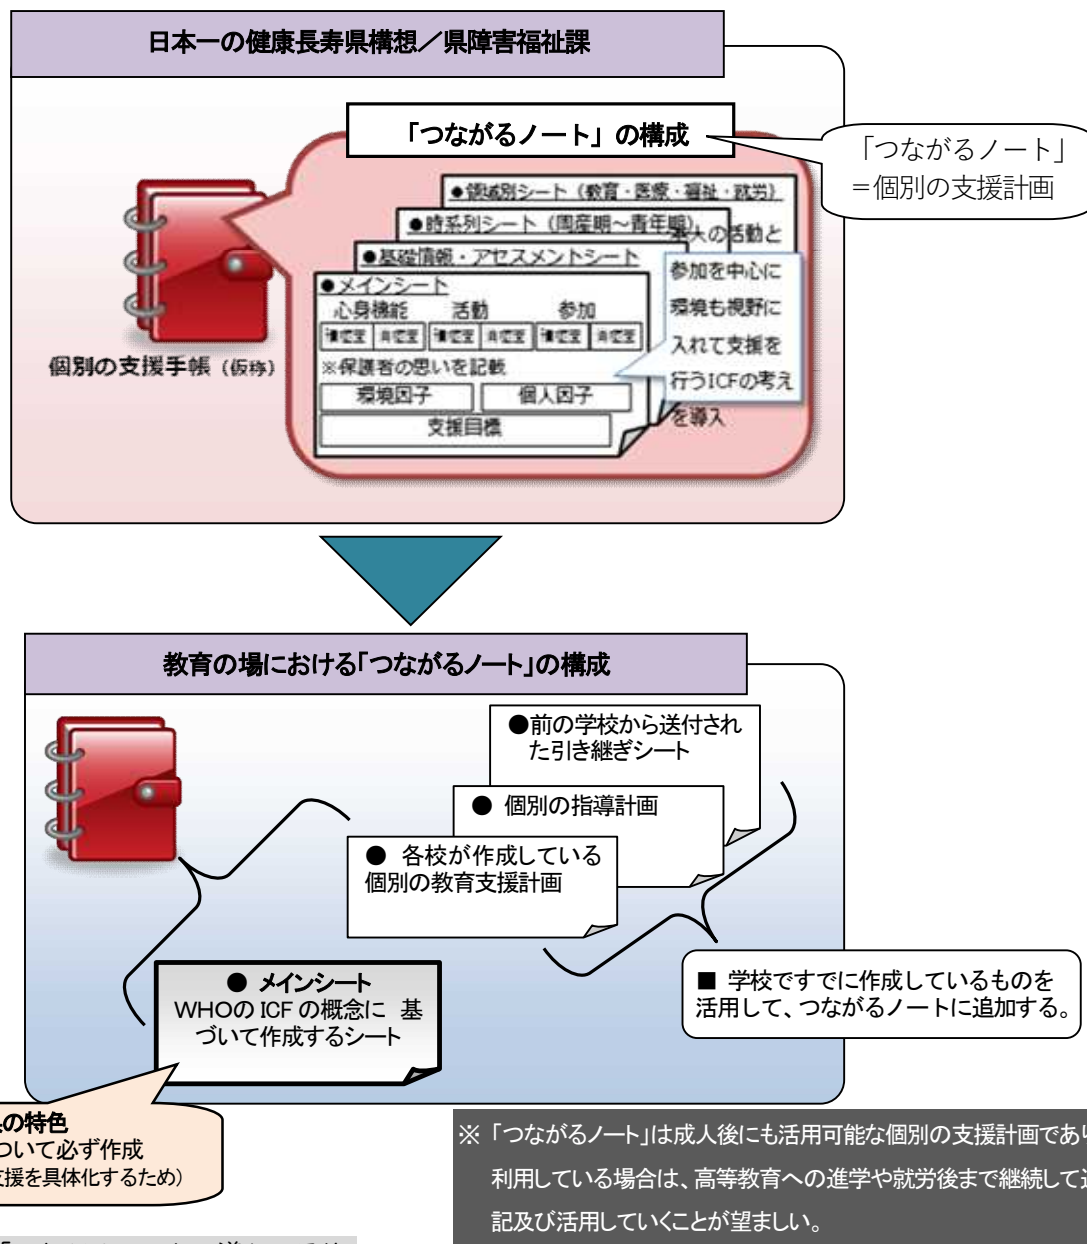 日本一の健康長寿県構想／県障害福祉課
「つながるノート」の構成
「つながるノート」
＝個別の支援計画
●領域別シート（教育・医療・福祉・就労）
●時系列シート（周産期～青年期）
●基礎情報・アセスメントシート
●メインシート
心身機能　活動　参加
※保護者の思いを記載
環境因子　個人因子
支援目標
人の活動と
参加を中心に
環境も視野に
入れて支援を
行うICFの考え
を導入
個別の支援手帳（仮称）
教育の場における「つながるノート」の構成
●前の学校から送付され
た引き継ぎシート
● 個別の指導計画
● 各校が作成している
個別の教育支援計画
● メインシート
WHOの ICF の概念に 基
づいて作成するシート
■ 学校ですでに作成しているものを
活用して、つながるノートに追加する。
の特色
ついて必ず作成
支援を具体化するため）
※「つながるノート」は成人後にも活用可能な個別の支援計画であり
利用している場合は、高等教育への進学や就労後まで継続して追
記及び活用していくことが望ましい。